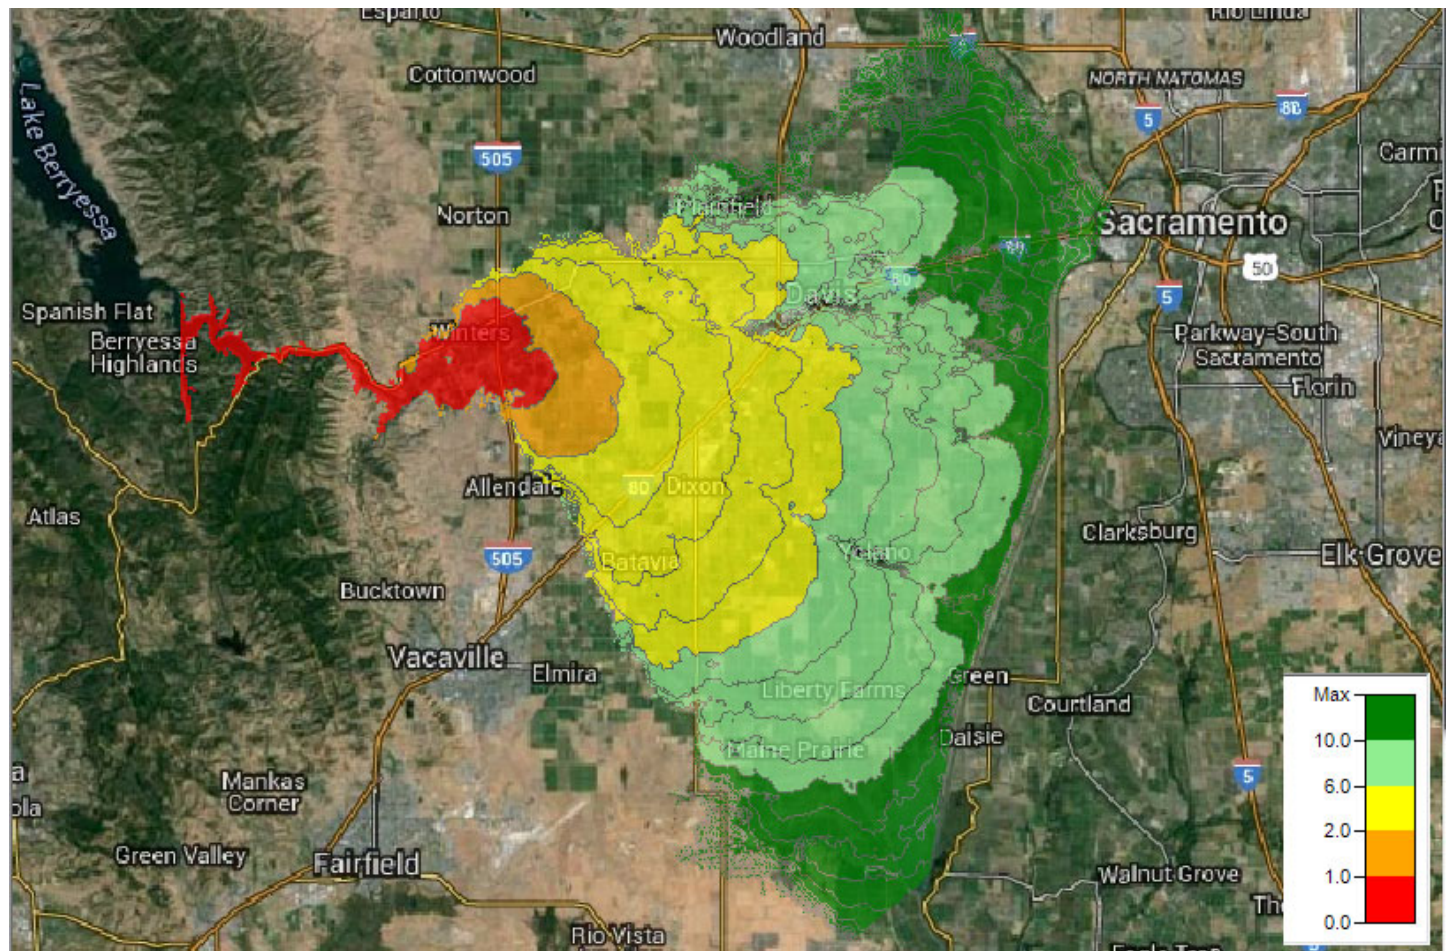 Esparto
Woodland
Rio Linda
Cottonwood
NORTH NATOMAS
Lake Berryessa
5
80
505
Carmi
Norton
Plainfield
Sacramento
80
50
80
Davis
5
Spanish Flat
Berryessa
Highlands
Winters
Parkway-South
Sacramento
Florin
Viney
Allendale
80
Dixon
Atlas
Clarksburg
505
Batavia
Yolano
Elk Grove
Bucktown
Vacaville
Elmira
Green
Liberty Farms
Courtland
Daisie
Maine Prairie
Mankas
Corner
5
Green Valley
Fairfield
Walnut Grove
Rio Vista
Max
10.0
6.0
2.0
1.0
0.0